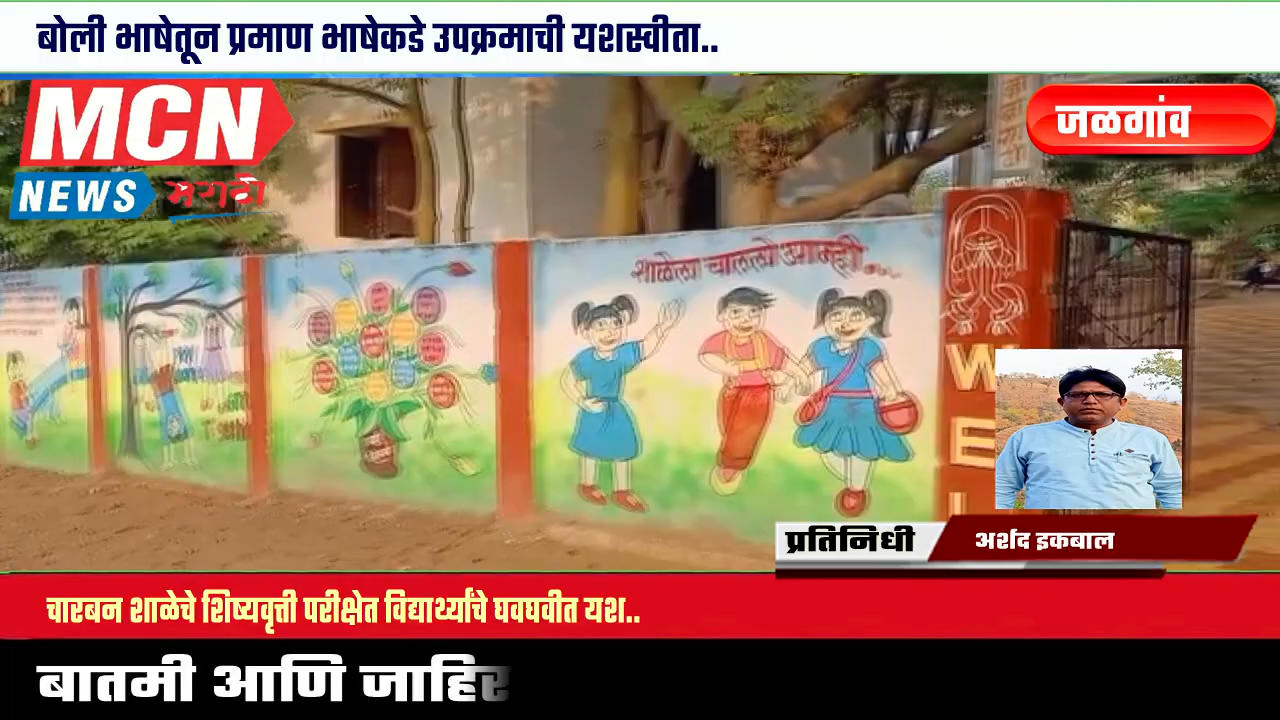 बोली भाषेतून प्रमाण भाषेकडे उपक्रमाची यशस्वीता..
MCN
NEWS मराठी
जळगांव
शाळेला चाललो आम्ही...
W
E
L
प्रतिनिधी अर्शद इकबाल
चारबन शाळेचे शिष्यवृत्ती परीक्षेत विद्यार्थ्यांचे घवघवीत यश..
बातमी आणि जाहिर